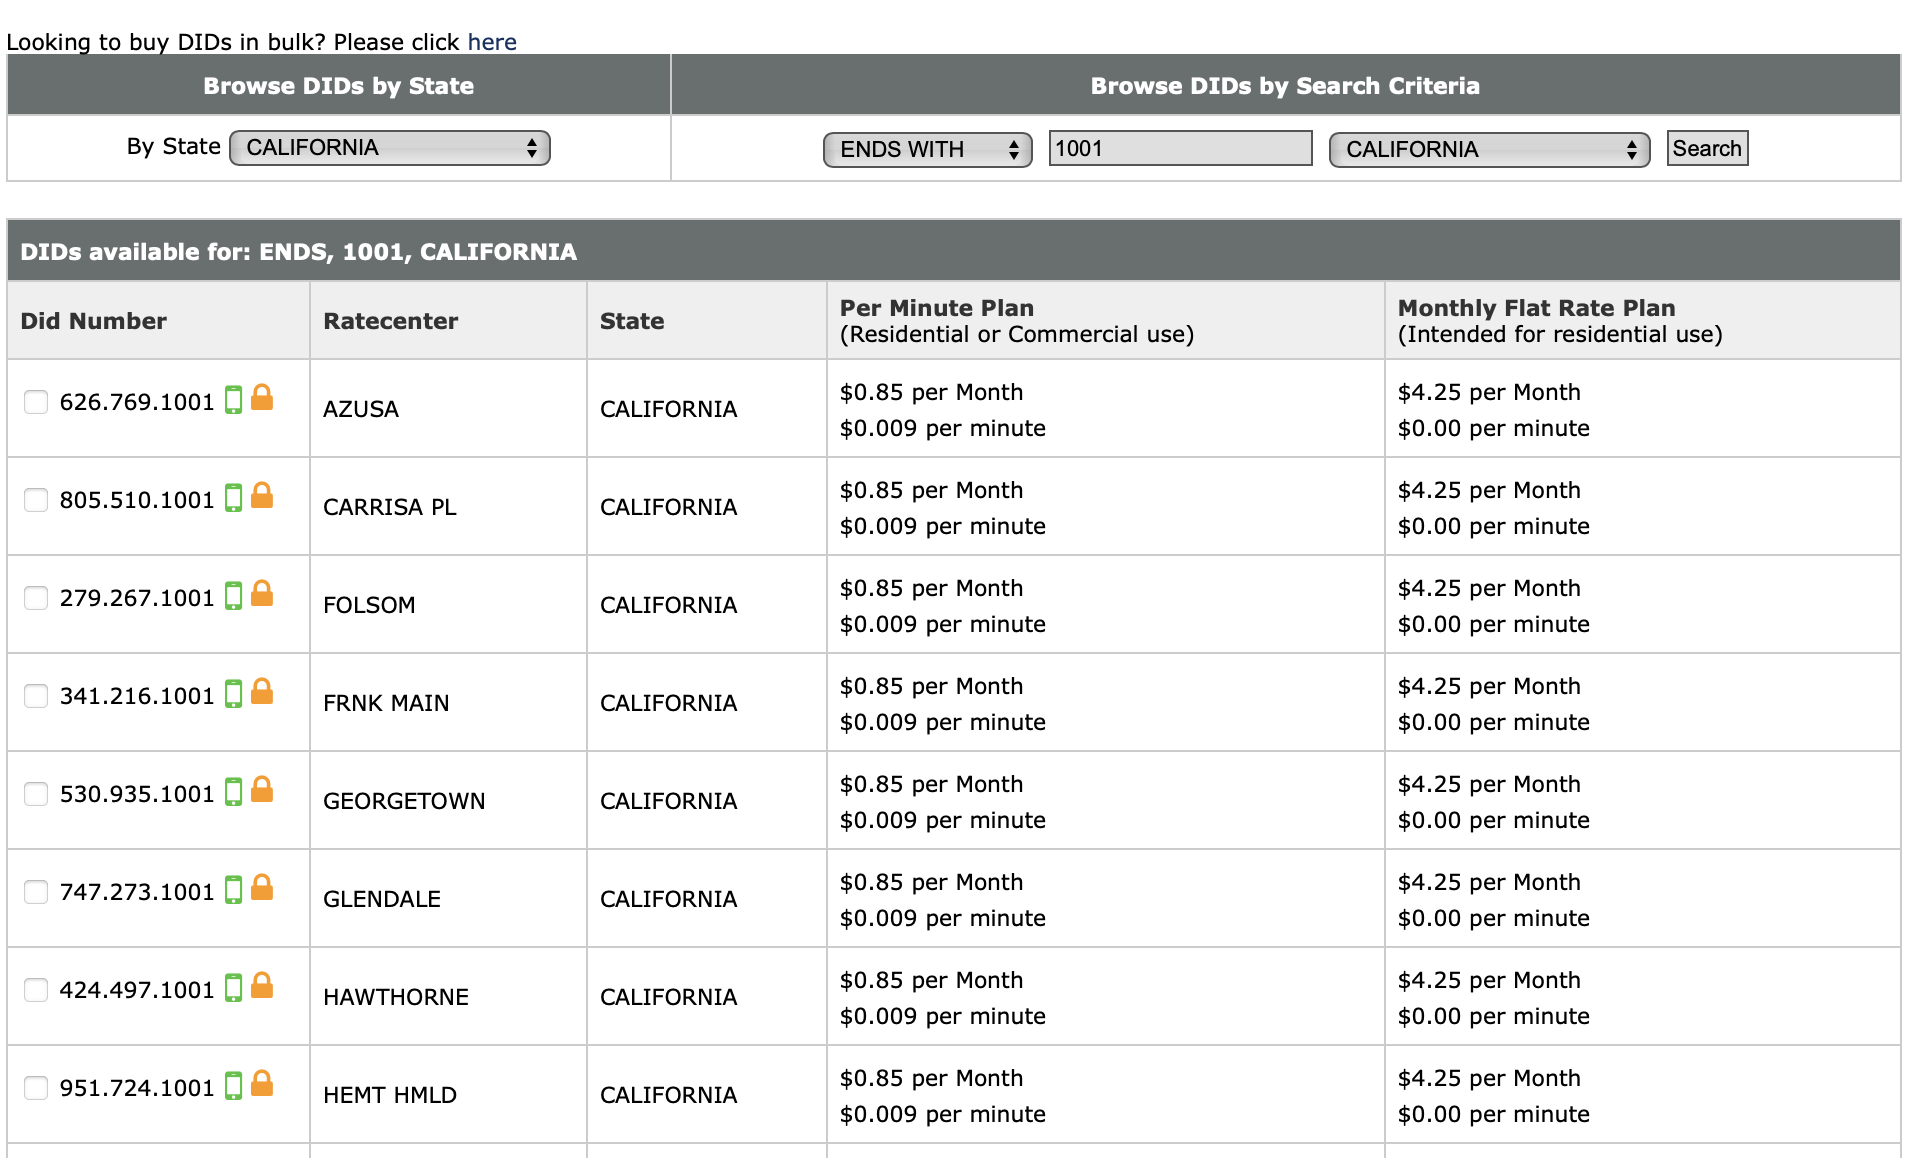 Looking to buy DIDs in bulk? Please click here
Browse DIDs by State
Browse DIDs by Search Criteria
By State CALIFORNIA
ENDS WITH 1001 CALIFORNIA Search
DIDs available for: ENDS, 1001, CALIFORNIA
Did Number
Ratecenter
State
Per Minute Plan
(Residential or Commercial use)
Monthly Flat Rate Plan
(Intended for residential use)
626.769.1001
AZUSA
CALIFORNIA
$0.85 per Month
$0.009 per minute
$4.25 per Month
$0.00 per minute
805.510.1001
CARRISA PL
CALIFORNIA
$0.85 per Month
$0.009 per minute
$4.25 per Month
$0.00 per minute
279.267.1001
FOLSOM
CALIFORNIA
$0.85 per Month
$0.009 per minute
$4.25 per Month
$0.00 per minute
341.216.1001
FRNK MAIN
CALIFORNIA
$0.85 per Month
$0.009 per minute
$4.25 per Month
$0.00 per minute
530.935.1001
GEORGETOWN
CALIFORNIA
$0.85 per Month
$0.009 per minute
$4.25 per Month
$0.00 per minute
747.273.1001
GLENDALE
CALIFORNIA
$0.85 per Month
$0.009 per minute
$4.25 per Month
$0.00 per minute
424.497.1001
HAWTHORNE
CALIFORNIA
$0.85 per Month
$0.009 per minute
$4.25 per Month
$0.00 per minute
951.724.1001
HEMT HMLD
CALIFORNIA
$0.85 per Month
$0.009 per minute
$4.25 per Month
$0.00 per minute